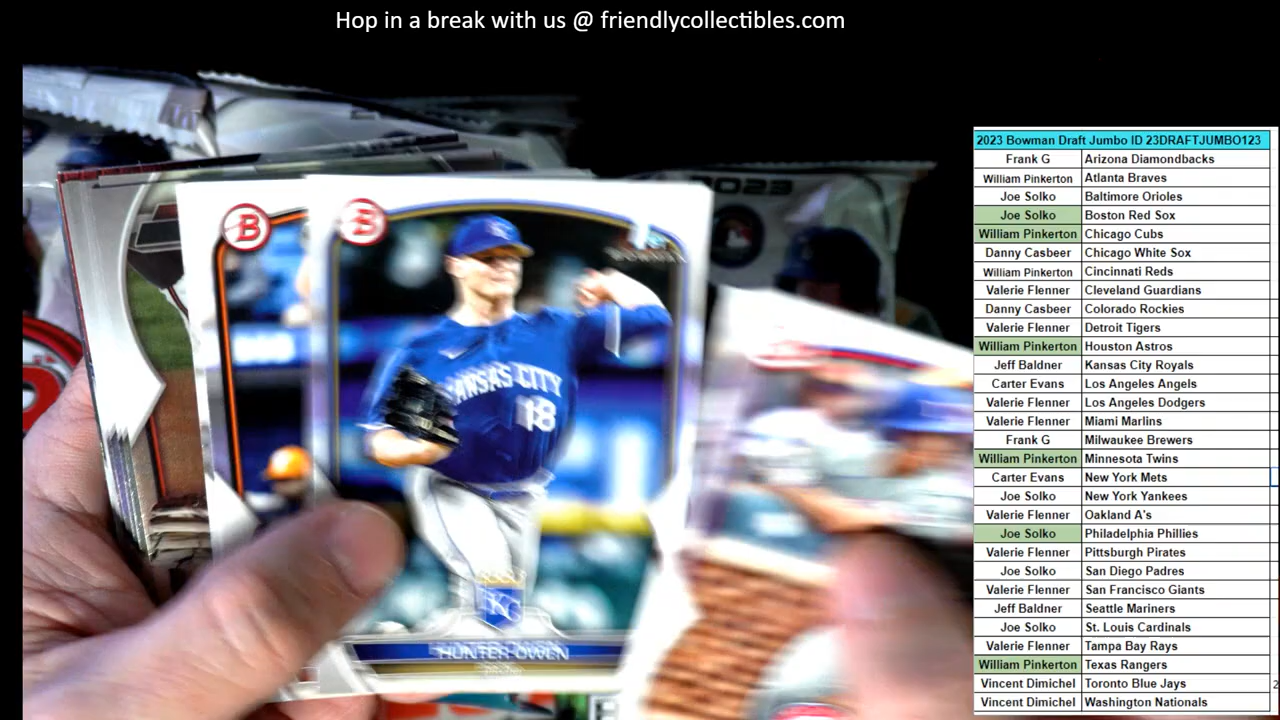 Hop in a break with us @ friendlycollectibles.com
2023
2023 Bowman Draft Jumbo ID 23DRAFTJUMBO123
Frank G Arizona Diamondbacks
William Pinkerton Atlanta Braves
Joe Solko Baltimore Orioles
Joe Solko Boston Red Sox
William Pinkerton Chicago Cubs
Danny Casbeer Chicago White Sox
William Pinkerton Cincinnati Reds
Valerie Flenner Cleveland Guardians
Danny Casbeer Colorado Rockies
Valerie Flenner Detroit Tigers
William Pinkerton Houston Astros
Jeff Baldner Kansas City Royals
Carter Evans Los Angeles Angels
Valerie Flenner Los Angeles Dodgers
Valerie Flenner Miami Marlins
Frank G Milwaukee Brewers
William Pinkerton Minnesota Twins
Carter Evans New York Mets
Joe Solko New York Yankees
Valerie Flenner Oakland A's
Joe Solko Philadelphia Phillies
Valerie Flenner Pittsburgh Pirates
Joe Solko San Diego Padres
Valerie Flenner San Francisco Giants
Jeff Baldner Seattle Mariners
Joe Solko St. Louis Cardinals
Valerie Flenner Tampa Bay Rays
William Pinkerton Texas Rangers
Vincent Dimichel Toronto Blue Jays
Vincent Dimichel Washington Nationals
2
B
B
BOWMAN
KC
KANSAS CITY
18
KC
HUNTER OWEN